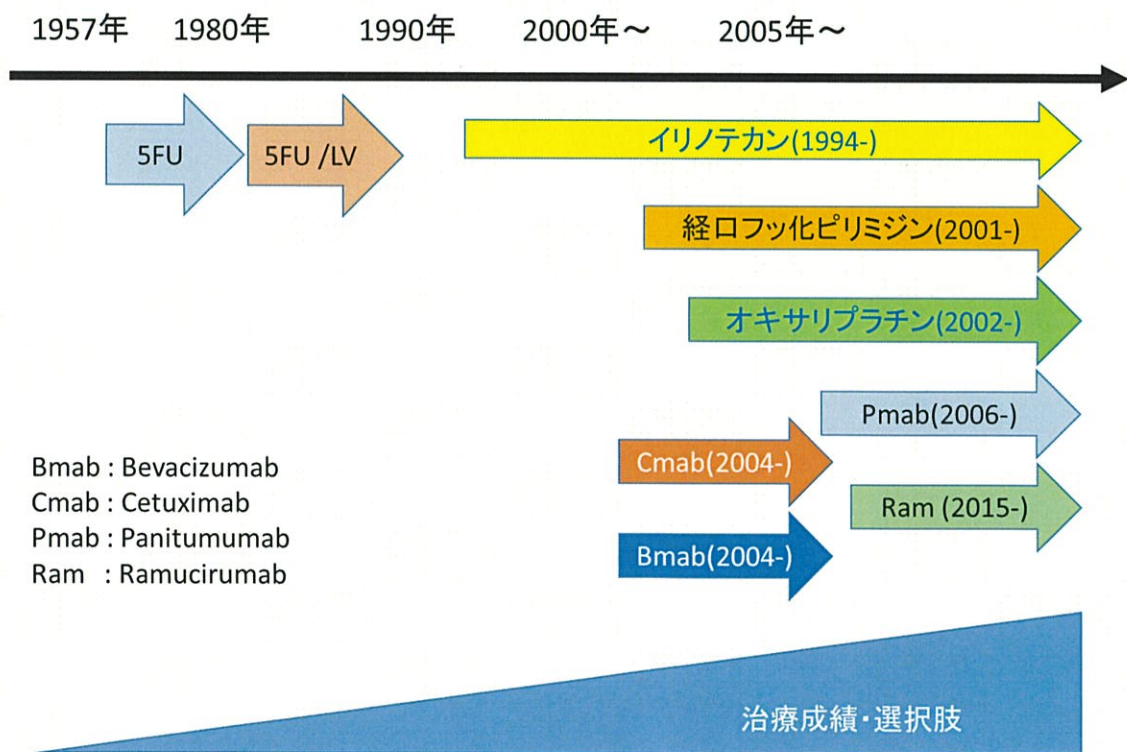 1957年 1980年 1990年 2000年～ 2005年～
5FU
5FU /LV
イリノテカン(1994-)
経口フッ化ピリミジン(2001-)
オキサリプラチン(2002-)
Pmab(2006-)
Cmab(2004-)
Ram (2015-)
Bmab(2004-)
Bmab : Bevacizumab
Cmab : Cetuximab
Pmab : Panitumumab
Ram : Ramucirumab
治療成績・選択肢